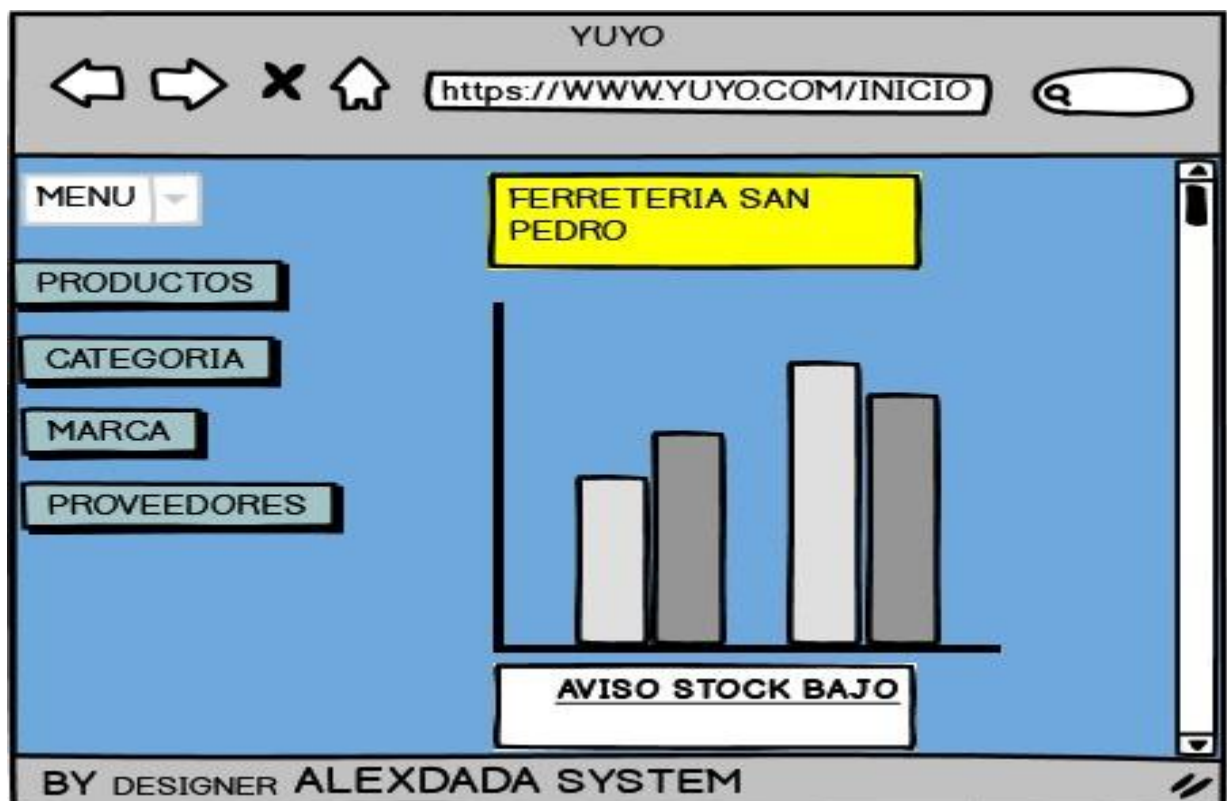 YUYO
https://WWW.YUYO.COM/INICIO
MENU
FERRETERIA SAN
PEDRO
PRODUCTOS
CATEGORIA
MARCA
PROVEEDORES
AVISO STOCK BAJO
BY DESIGNER ALEXDADA SYSTEM